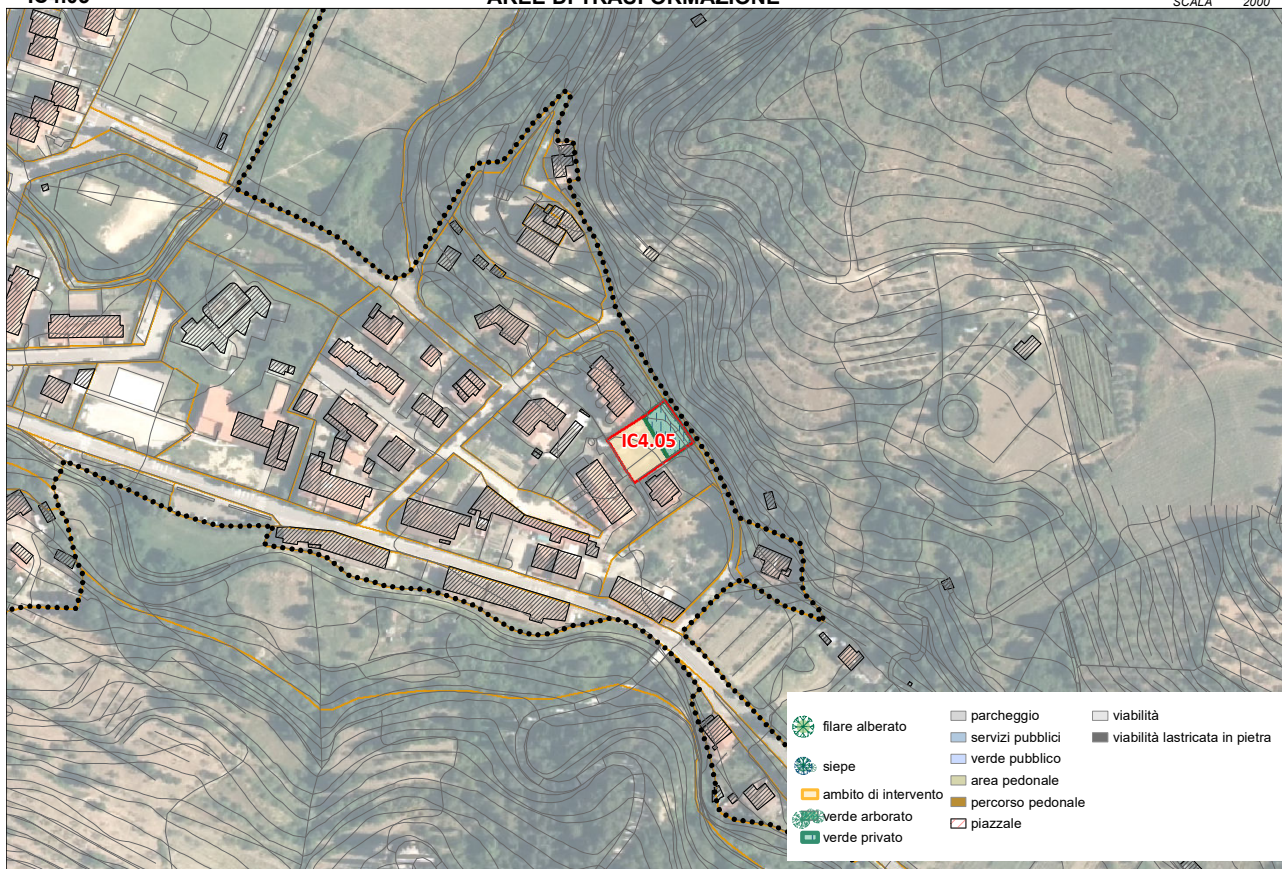 AREE DI TRASFORMAZIONE
SCALA 2000
IC4.05
filare alberato
siepe
ambito di intervento
verde arborato
verde privato
parcheggio
servizi pubblici
verde pubblico
area pedonale
percorso pedonale
piazzale
viabilità
viabilità lastricata in pietra